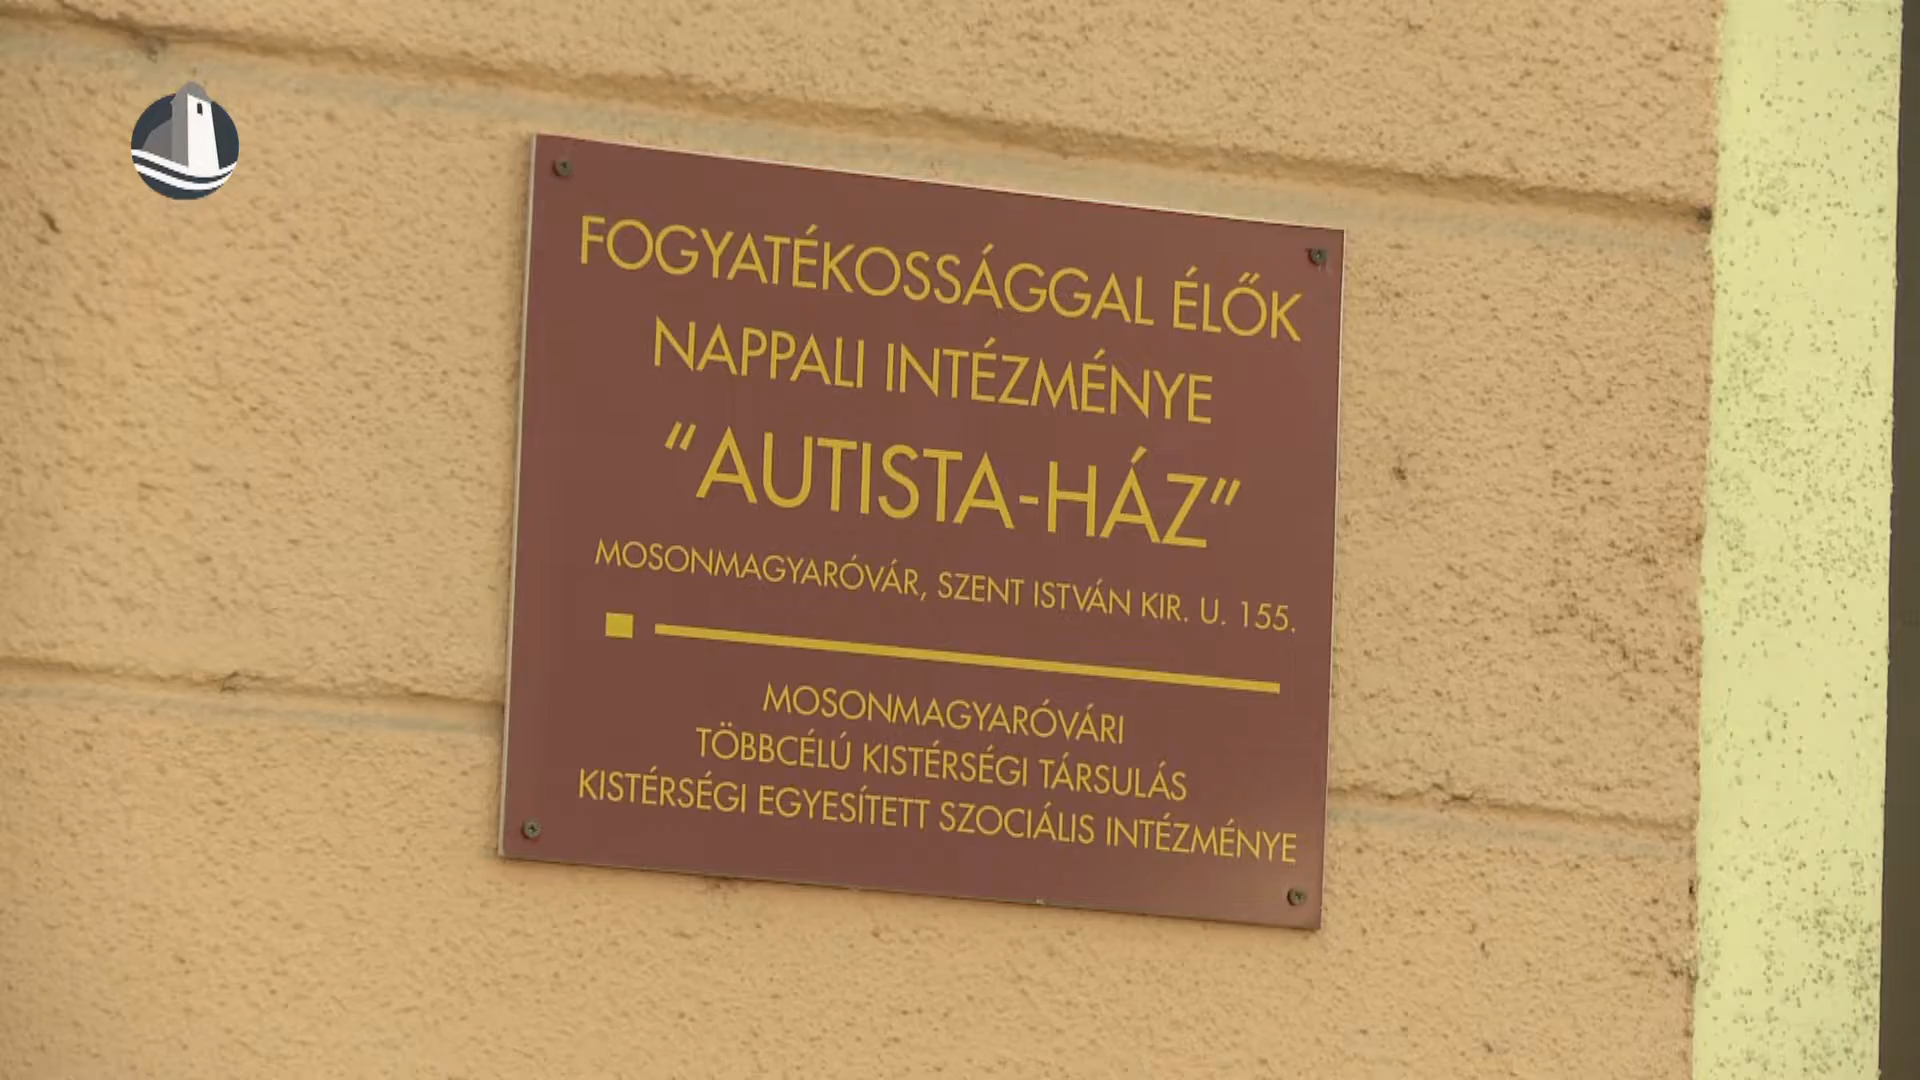 FOGYATÉKOSSÁGGAL ÉLŐK
NAPPALI INTÉZMÉNYE
“AUTISTA-HÁZ”
MOSONMAGYARÓVÁR, SZENT ISTVÁN KIR. U. 155.
MOSONMAGYARÓVÁRI
TÖBBCÉLÚ KISTÉRSÉGI TÁRSULÁS
KISTÉRSÉGI EGYESÍTETT SZOCIÁLIS INTÉZMÉNYE